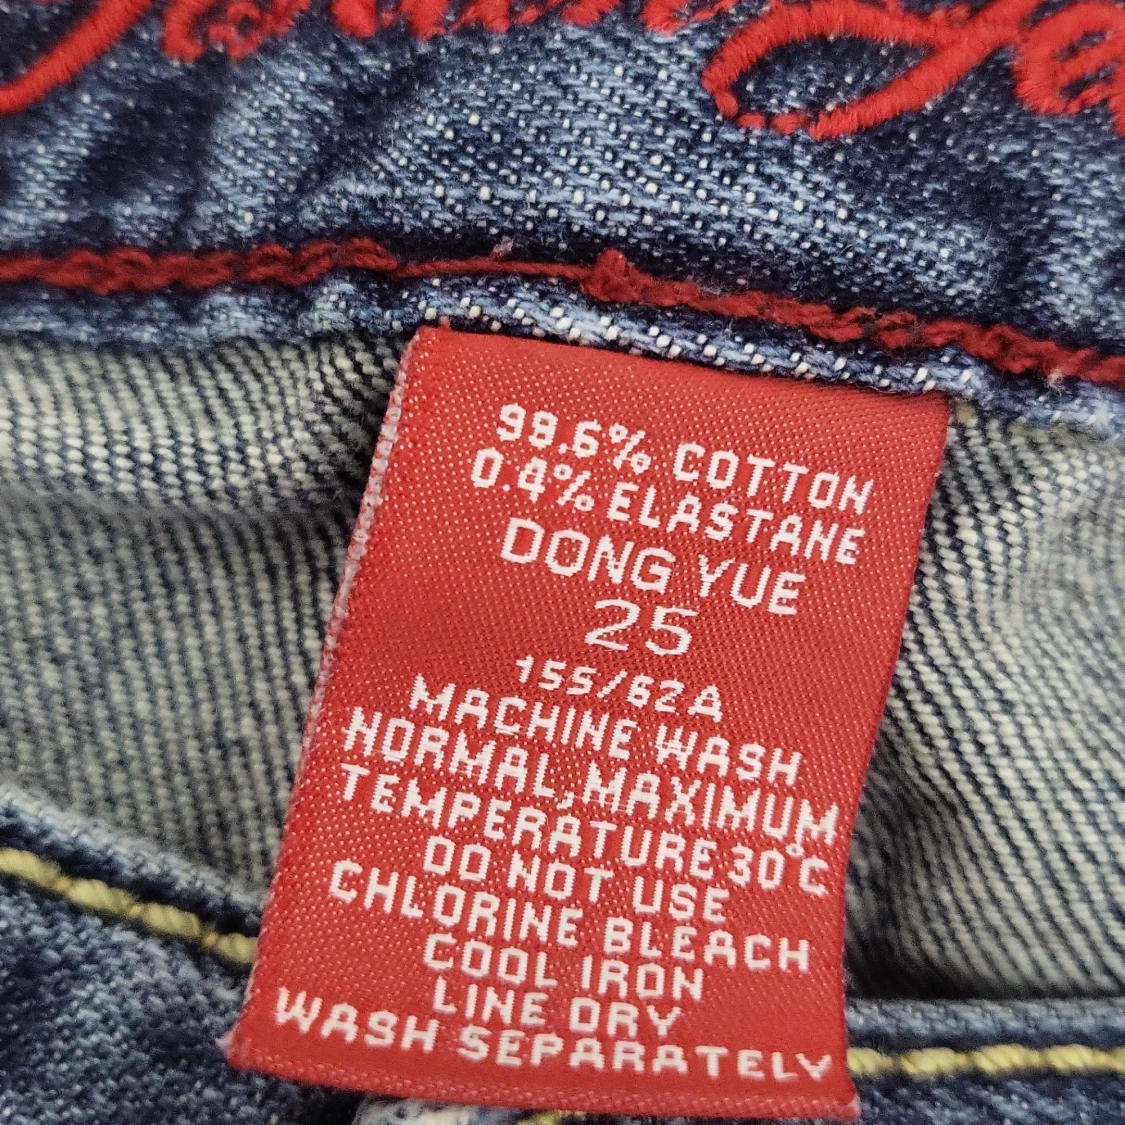 99.6% COTTON
0.4% ELASTANE
DONG YUE
25
155/62A
MACHINE WASH
NORMAL,MAXIMUM
TEMPERATURE 30°C
DO NOT USE
CHLORINE BLEACH
COOL IRON
LINE DRY
WASH SEPARATELY